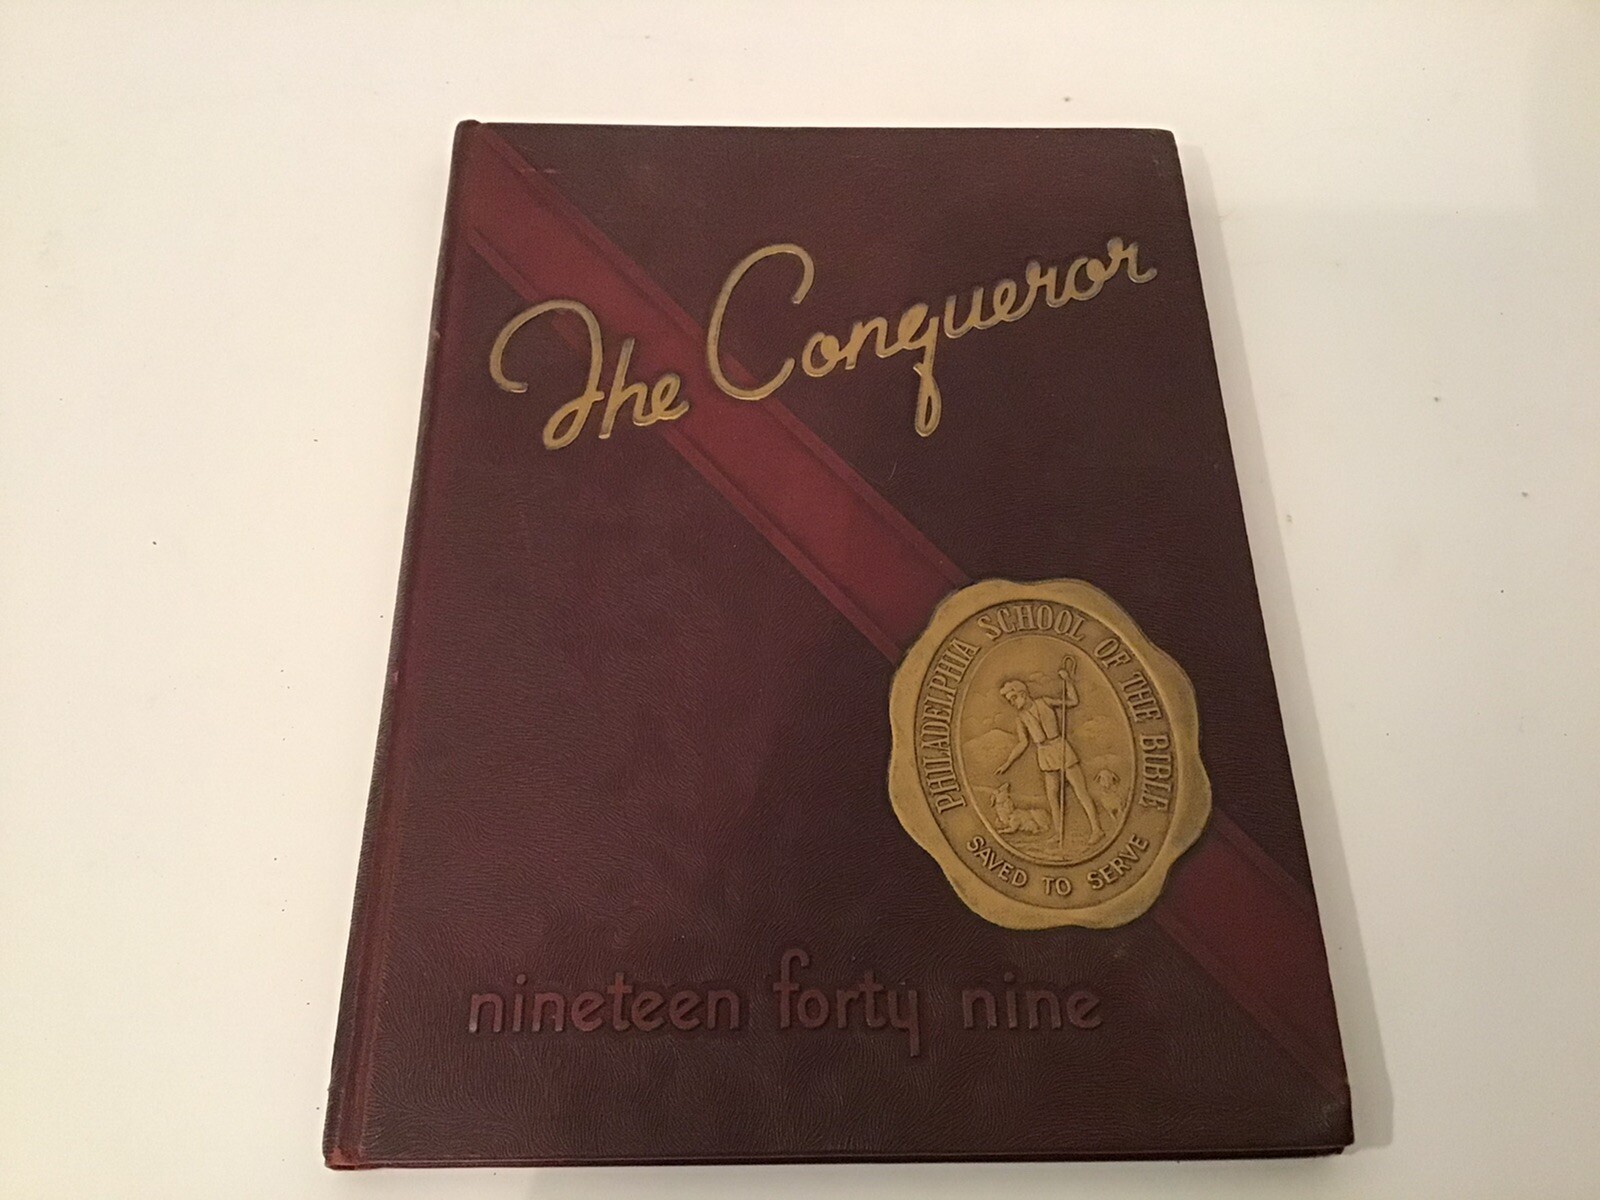 The Conqueror
PHILADELPHIA SCHOOL OF THE BIBLE
SAVED TO SERVE
nineteen forty nine